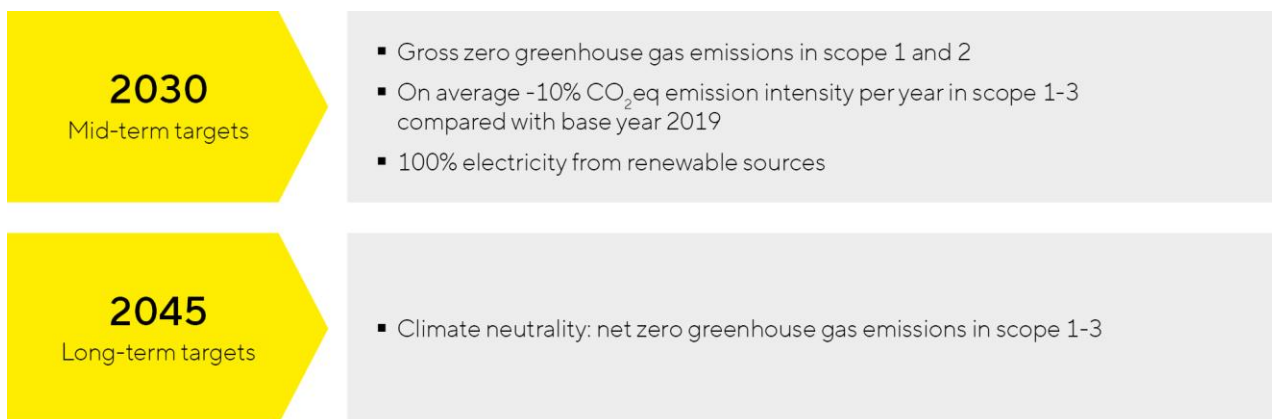 2030
Mid-term targets
▪ Gross zero greenhouse gas emissions in scope 1 and 2
▪ On average -10% CO₂eq emission intensity per year in scope 1-3
compared with base year 2019
▪ 100% electricity from renewable sources
2045
Long-term targets
▪ Climate neutrality: net zero greenhouse gas emissions in scope 1-3